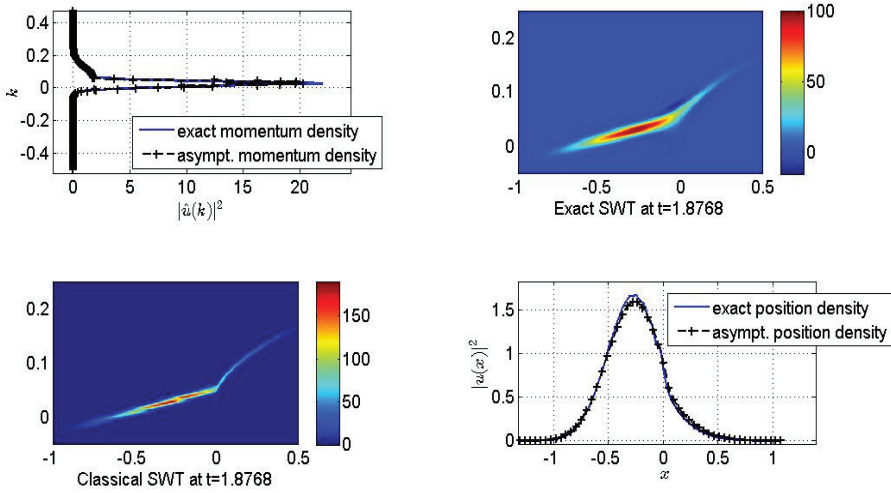 0.4
0.2
0
-0.2
-0.4
k
0 5 10 15 20
|û(k)|²
exact momentum density
asympt. momentum density
0.2
0.1
0
-1 -0.5 0 0.5
Exact SWT at t=1.8768
100
50
0
0.2
0.1
0
-1 -0.5 0 0.5
Classical SWT at t=1.8768
150
100
50
0
1.5
1
0.5
0
|u(x)|²
-1 -0.5 0 0.5 1
x
exact position density
asympt. position density